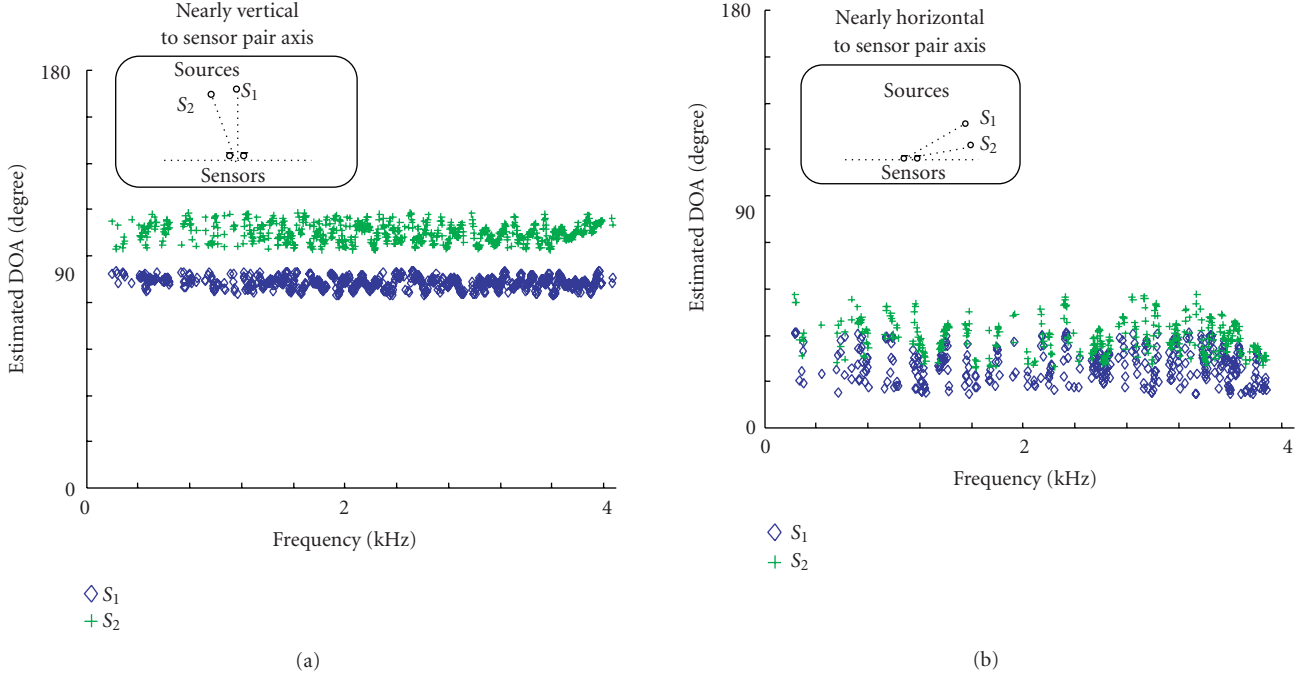 Nearly vertical
to sensor pair axis
Sources
S1
S2
Sensors
180
90
0
Estimated DOA (degree)
0
2
4
Frequency (kHz)
S1
S2
(a)
Nearly horizontal
to sensor pair axis
Sources
S1
S2
Sensors
180
90
0
Estimated DOA (degree)
0
2
4
Frequency (kHz)
S1
S2
(b)